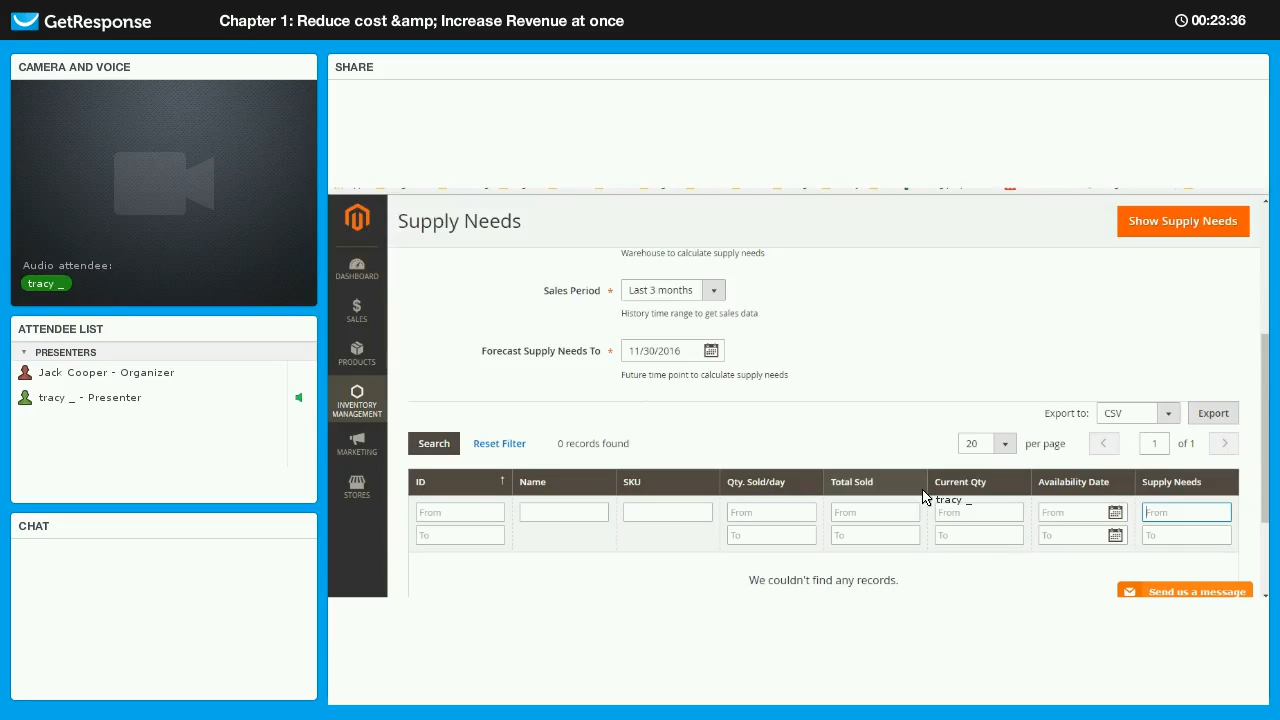 GetResponse
Chapter 1: Reduce cost &amp; Increase Revenue at once
00:23:36
CAMERA AND VOICE
Audio attendee:
tracy _
ATTENDEE LIST
PRESENTERS
Jack Cooper - Organizer
tracy _ - Presenter
CHAT
SHARE
Supply Needs
Show Supply Needs
DASHBOARD
SALES
PRODUCTS
INVENTORY
MANAGEMENT
MARKETING
STORES
Warehouse to calculate supply needs
Sales Period * Last 3 months
History time range to get sales data
Forecast Supply Needs To * 11/30/2016
Future time point to calculate supply needs
Export to: CSV Export
Search Reset Filter 0 records found 20 per page 1 of 1
ID Name SKU Qty. Sold/day Total Sold Current Qty Availability Date Supply Needs
tracy _
From From From From From From
To To To To To To
We couldn't find any records.
Send us a message